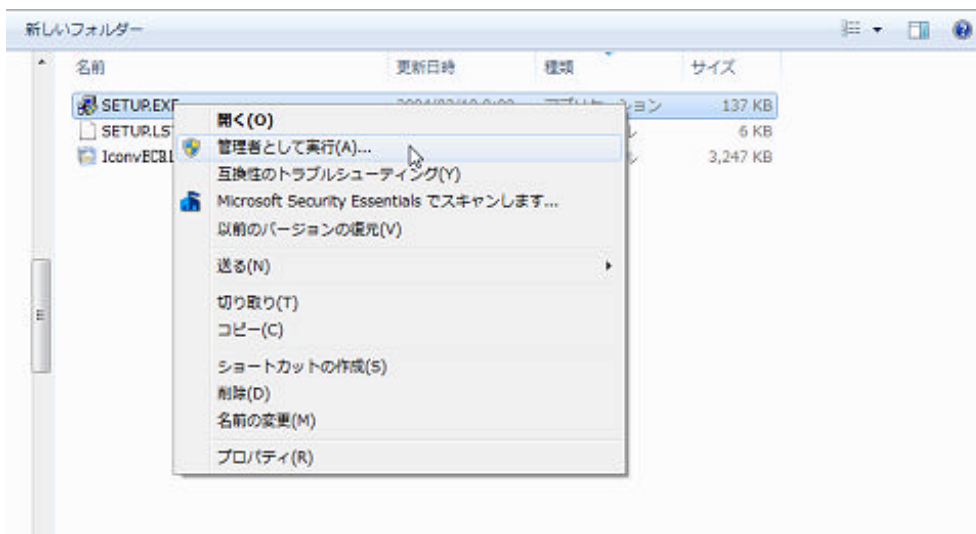 新しいフォルダー
名前 更新日時 種類 サイズ
SETUP.EXE 137 KB
SETUP.LST 6 KB
3,247 KB
開く(O)
管理者として実行(A)...
互換性のトラブルシューティング(Y)
Microsoft Security Essentials でスキャンします...
以前のバージョンの復元(V)
送る(N)
切り取り(T)
コピー(C)
ショートカットの作成(S)
削除(D)
名前の変更(M)
プロパティ(R)